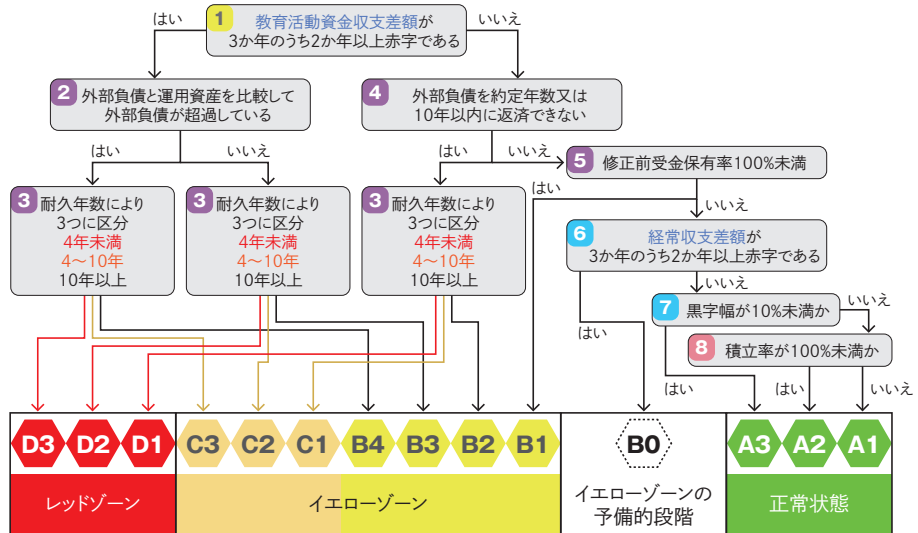 はい
1
教育活動資金収支差額が
3か年のうち2か年以上赤字である
いいえ
2
外部負債と運用資産を比較して
外部負債が超過している
4
外部負債を約定年数又は
10年以内に返済できない
はい
いいえ
はい
いいえ
5
修正前受金保有率100%未満
3
耐久年数により
3つに区分
4年未満
4〜10年
10年以上
3
耐久年数により
3つに区分
4年未満
4〜10年
10年以上
3
耐久年数により
3つに区分
4年未満
4〜10年
10年以上
はい
いいえ
6
経常収支差額が
3か年のうち2か年以上赤字である
いいえ
7
黒字幅が10%未満か
いいえ
はい
8
積立率が100%未満か
はい
はい
いいえ
D3
D2
D1
C3
C2
C1
B4
B3
B2
B1
B0
A3
A2
A1
レッドゾーン
イエローゾーン
イエローゾーンの
予備的段階
正常状態